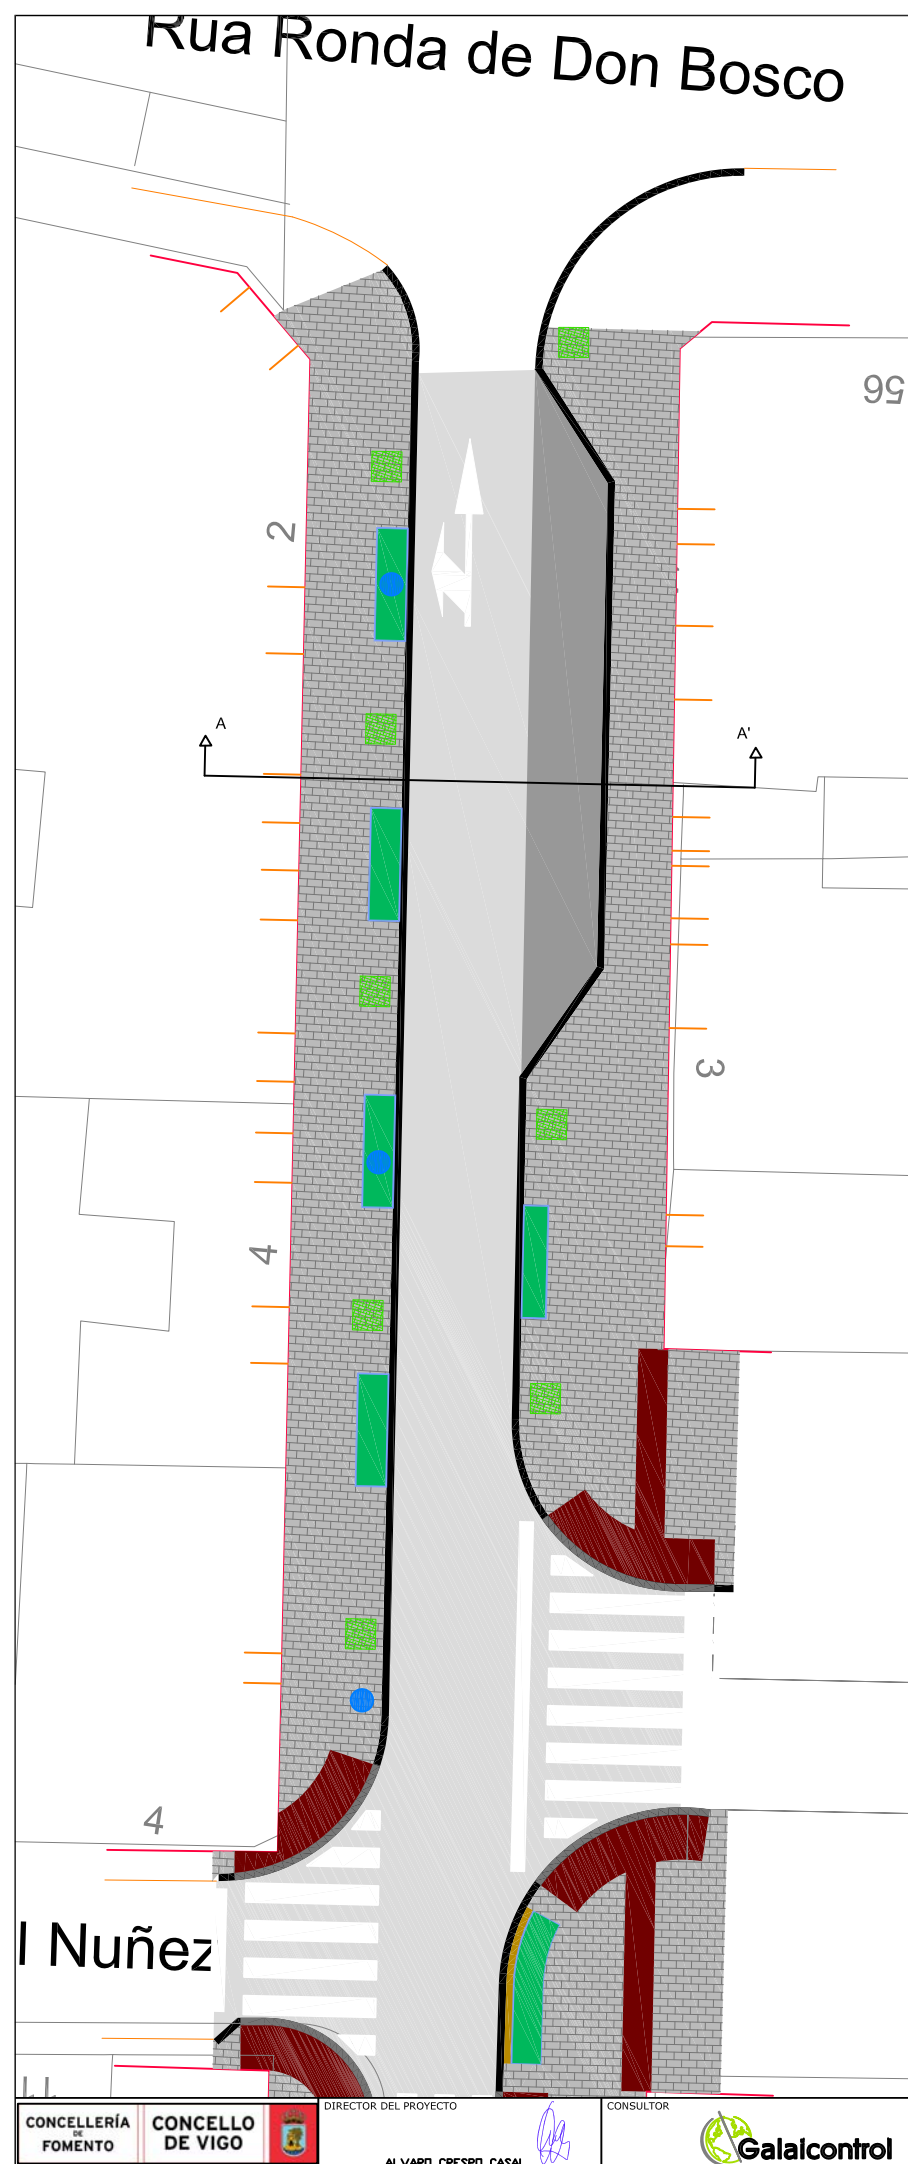 Rua Ronda de Don Bosco
56
2
A
A'
3
4
4
l Nuñez
11
CONCELLERÍA
DE
FOMENTO
CONCELLO
DE VIGO
DIRECTOR DEL PROYECTO
ALVARO CRESPO CASAL
CONSULTOR
Galaicontrol